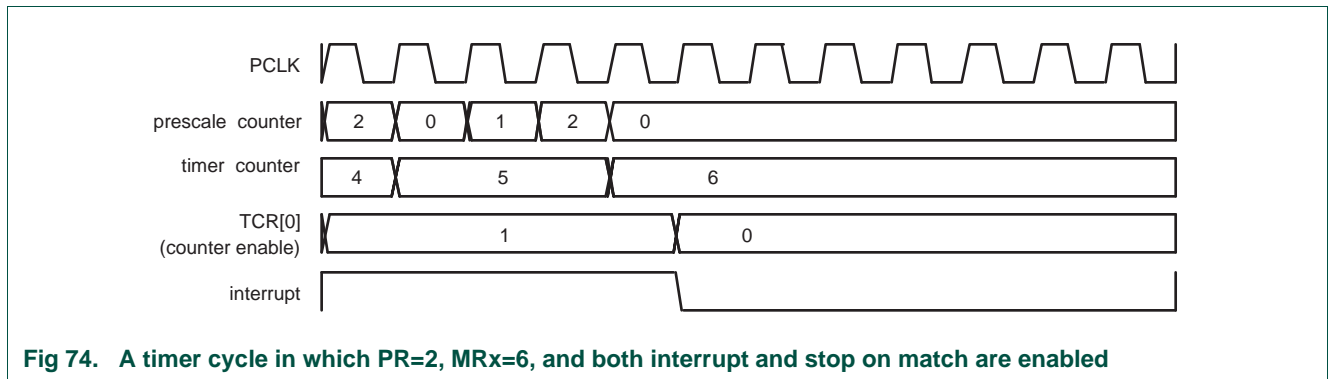 PCLK
prescale counter 2 0 1 2 0
timer counter 4 5 6
TCR[0]
(counter enable) 1 0
interrupt
Fig 74. A timer cycle in which PR=2, MRx=6, and both interrupt and stop on match are enabled